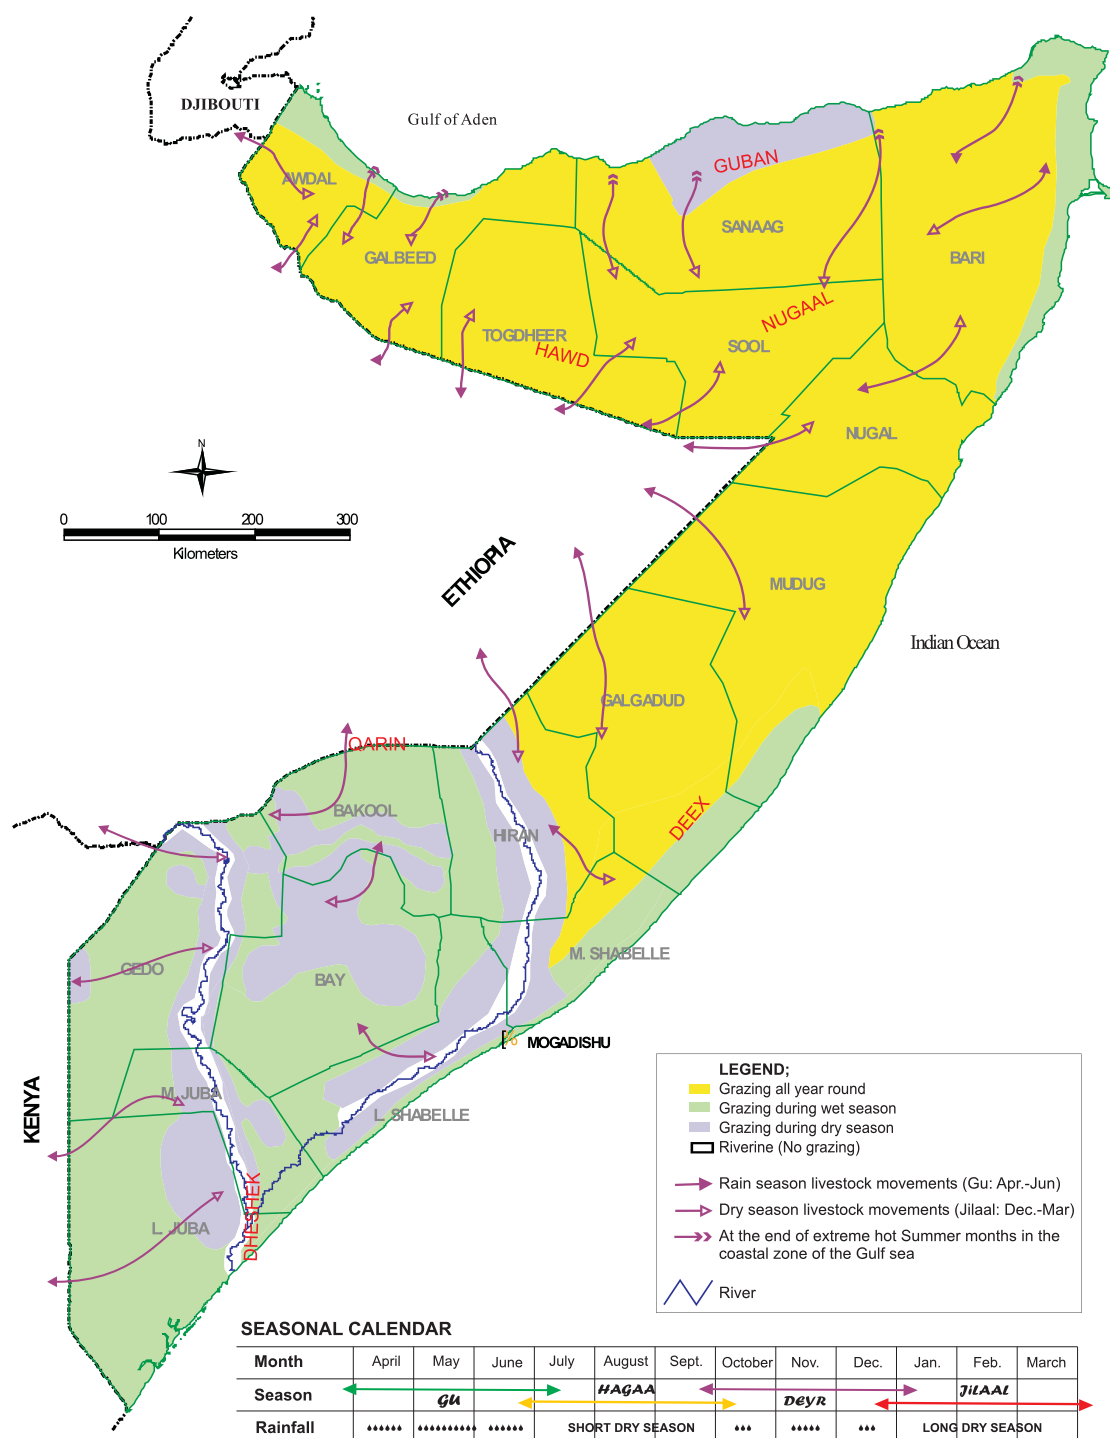 DJIBOUTI
Gulf of Aden
GUBAN
AWDAL
SANAAG
GALBEED
BARI
NUGAAL
TOGDHEER
HAWD
SOOL
NUGAL
N
0 100 200 300
Kilometers
ETHIOPIA
MUDUG
Indian Ocean
GALGADUD
QARIN
BAKOOL
DEEX
HIRAN
M. SHABELLE
GEDO
BAY
MOGADISHU
KENYA
M. JUBA
L. SHABELLE
DHESHEK
L. JUBA
LEGEND;
Grazing all year round
Grazing during wet season
Grazing during dry season
Riverine (No grazing)
Rain season livestock movements (Gu: Apr.-Jun)
Dry season livestock movements (Jilaal: Dec.-Mar)
At the end of extreme hot Summer months in the
coastal zone of the Gulf sea
River
SEASONAL CALENDAR
Month April May June July August Sept. October Nov. Dec. Jan. Feb. March
Season GU HAGAA DEYR JiLAAL
Rainfall SHORT DRY SEASON LONG DRY SEASON